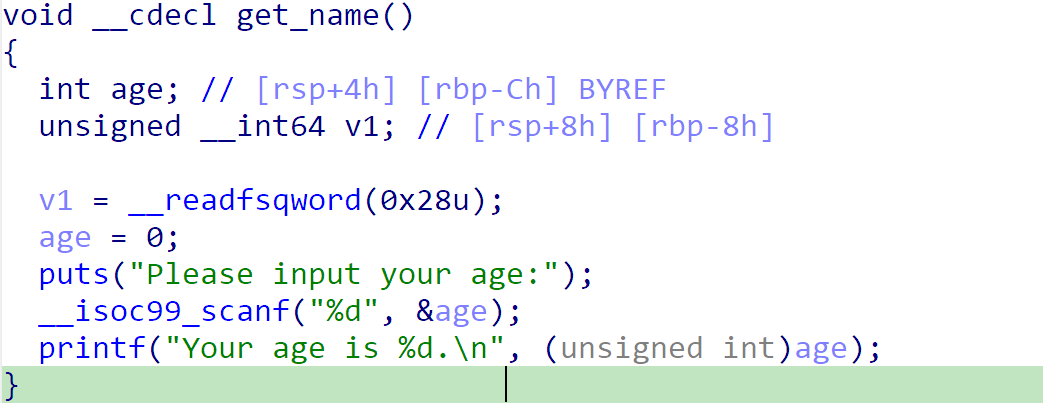 void __cdecl get_name()
{
  int age; // [rsp+4h] [rbp-Ch] BYREF
  unsigned __int64 v1; // [rsp+8h] [rbp-8h]

  v1 = __readfsqword(0x28u);
  age = 0;
  puts("Please input your age:");
  __isoc99_scanf("%d", &age);
  printf("Your age is %d.\n", (unsigned int)age);
}